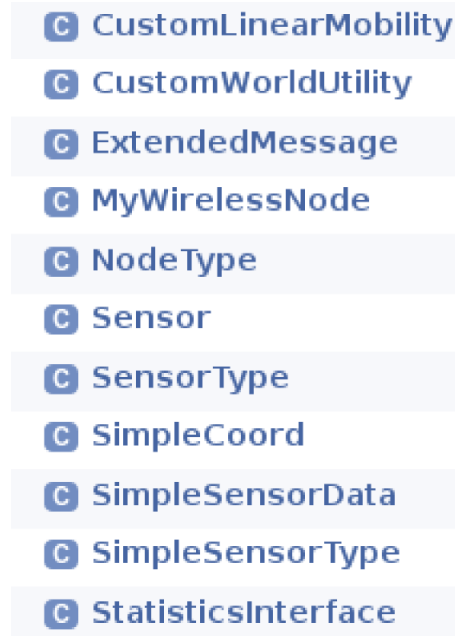 C CustomLinearMobility
C CustomWorldUtility
C ExtendedMessage
C MyWirelessNode
C NodeType
C Sensor
C SensorType
C SimpleCoord
C SimpleSensorData
C SimpleSensorType
C StatisticsInterface